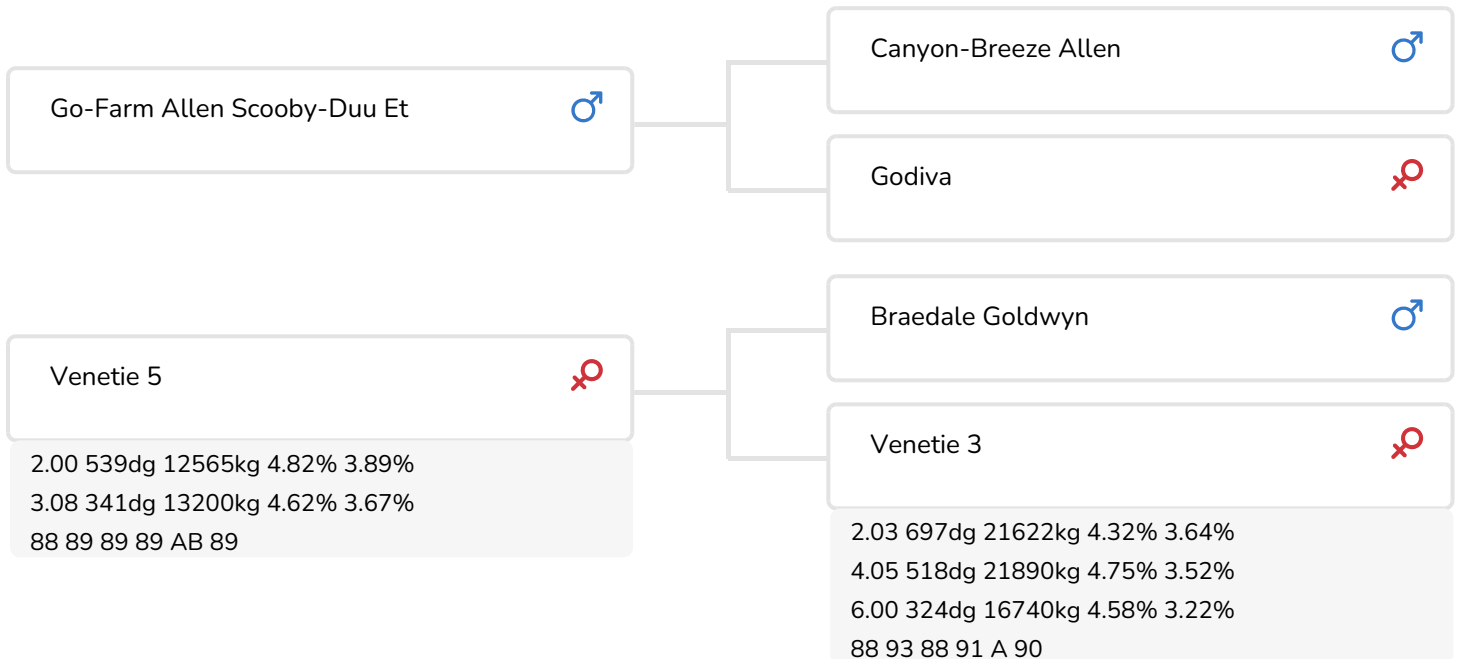 Canyon-Breeze Allen
Go-Farm Allen Scooby-Duu Et
Godiva
Braedale Goldwyn
Venetie 5
2.00 539dg 12565kg 4.82% 3.89%
3.08 341dg 13200kg 4.62% 3.67%
88 89 89 89 AB 89
Venetie 3
2.03 697dg 21622kg 4.32% 3.64%
4.05 518dg 21890kg 4.75% 3.52%
6.00 324dg 16740kg 4.58% 3.22%
88 93 88 91 A 90